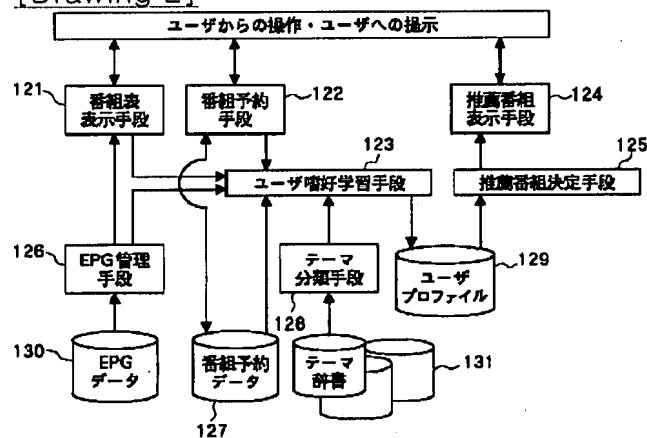 [Drawing 2]
ユーザからの操作・ユーザへの提示
121
番組表
表示手段
番組予約
手段
122
推薦番組
表示手段
124
123
125
ユーザ嗜好学習手段
推薦番組決定手段
126
EPG管理
手段
テーマ
分類手段
128
ユーザ
プロファイル
129
130
EPG
データ
番組予約
データ
127
テーマ
辞書
131